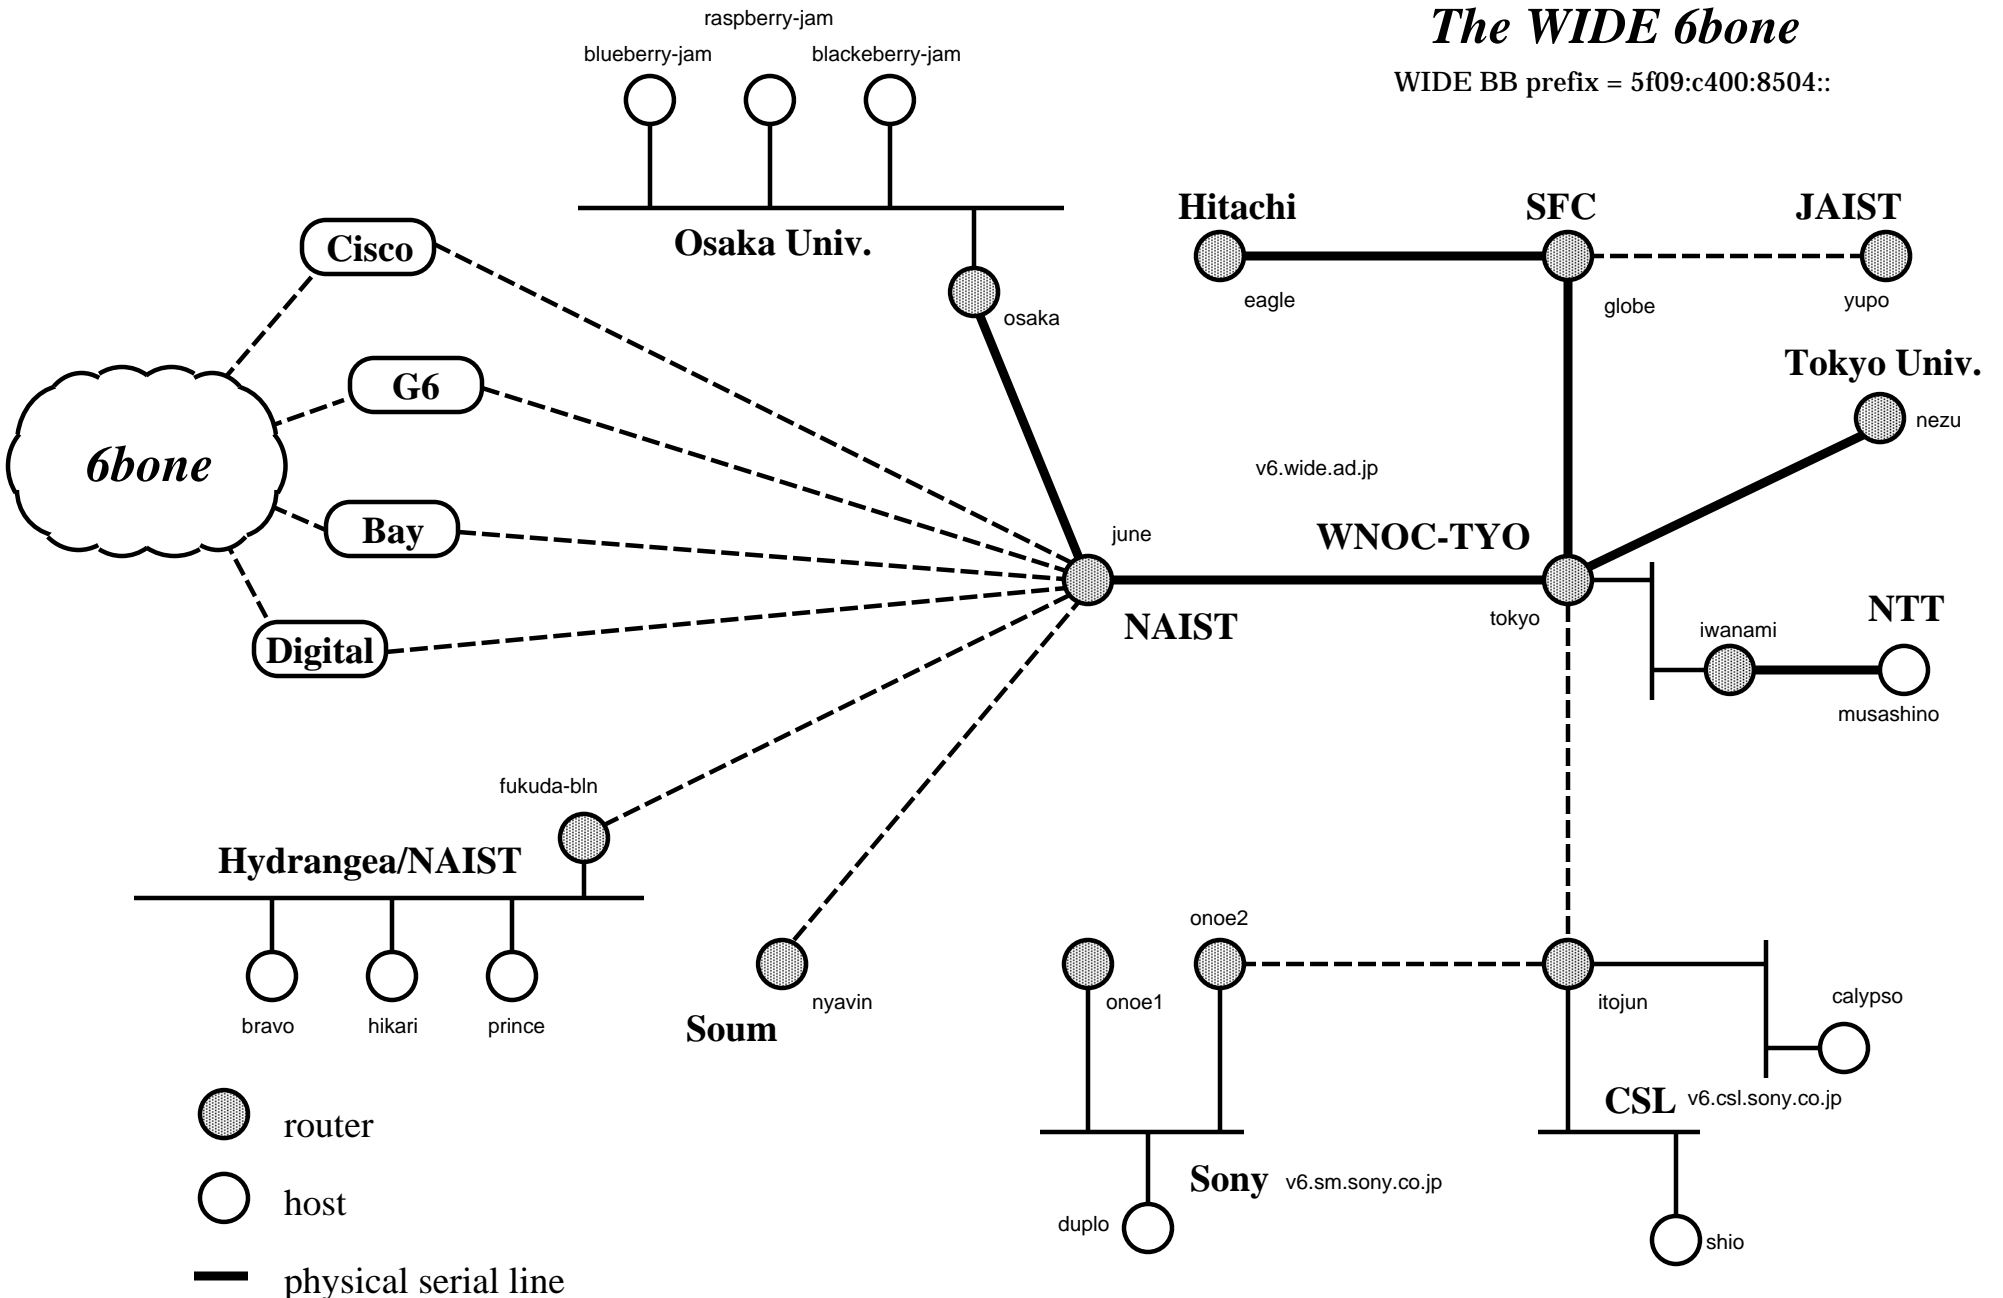 The WIDE 6bone
WIDE BB prefix = 5f09:c400:8504::
raspberry-jam
blueberry-jam
blackeberry-jam
Osaka Univ.
osaka
Hitachi
SFC
JAIST
eagle
globe
yupo
Tokyo Univ.
nezu
Cisco
G6
6bone
Bay
Digital
v6.wide.ad.jp
june
WNOC-TYO
NAIST
tokyo
iwanami
NTT
musashino
fukuda-bln
Hydrangea/NAIST
bravo
hikari
prince
nyavin
Soum
onoe2
onoe1
itojun
calypso
CSL
v6.csl.sony.co.jp
Sony
v6.sm.sony.co.jp
duplo
shio
router
host
physical serial line